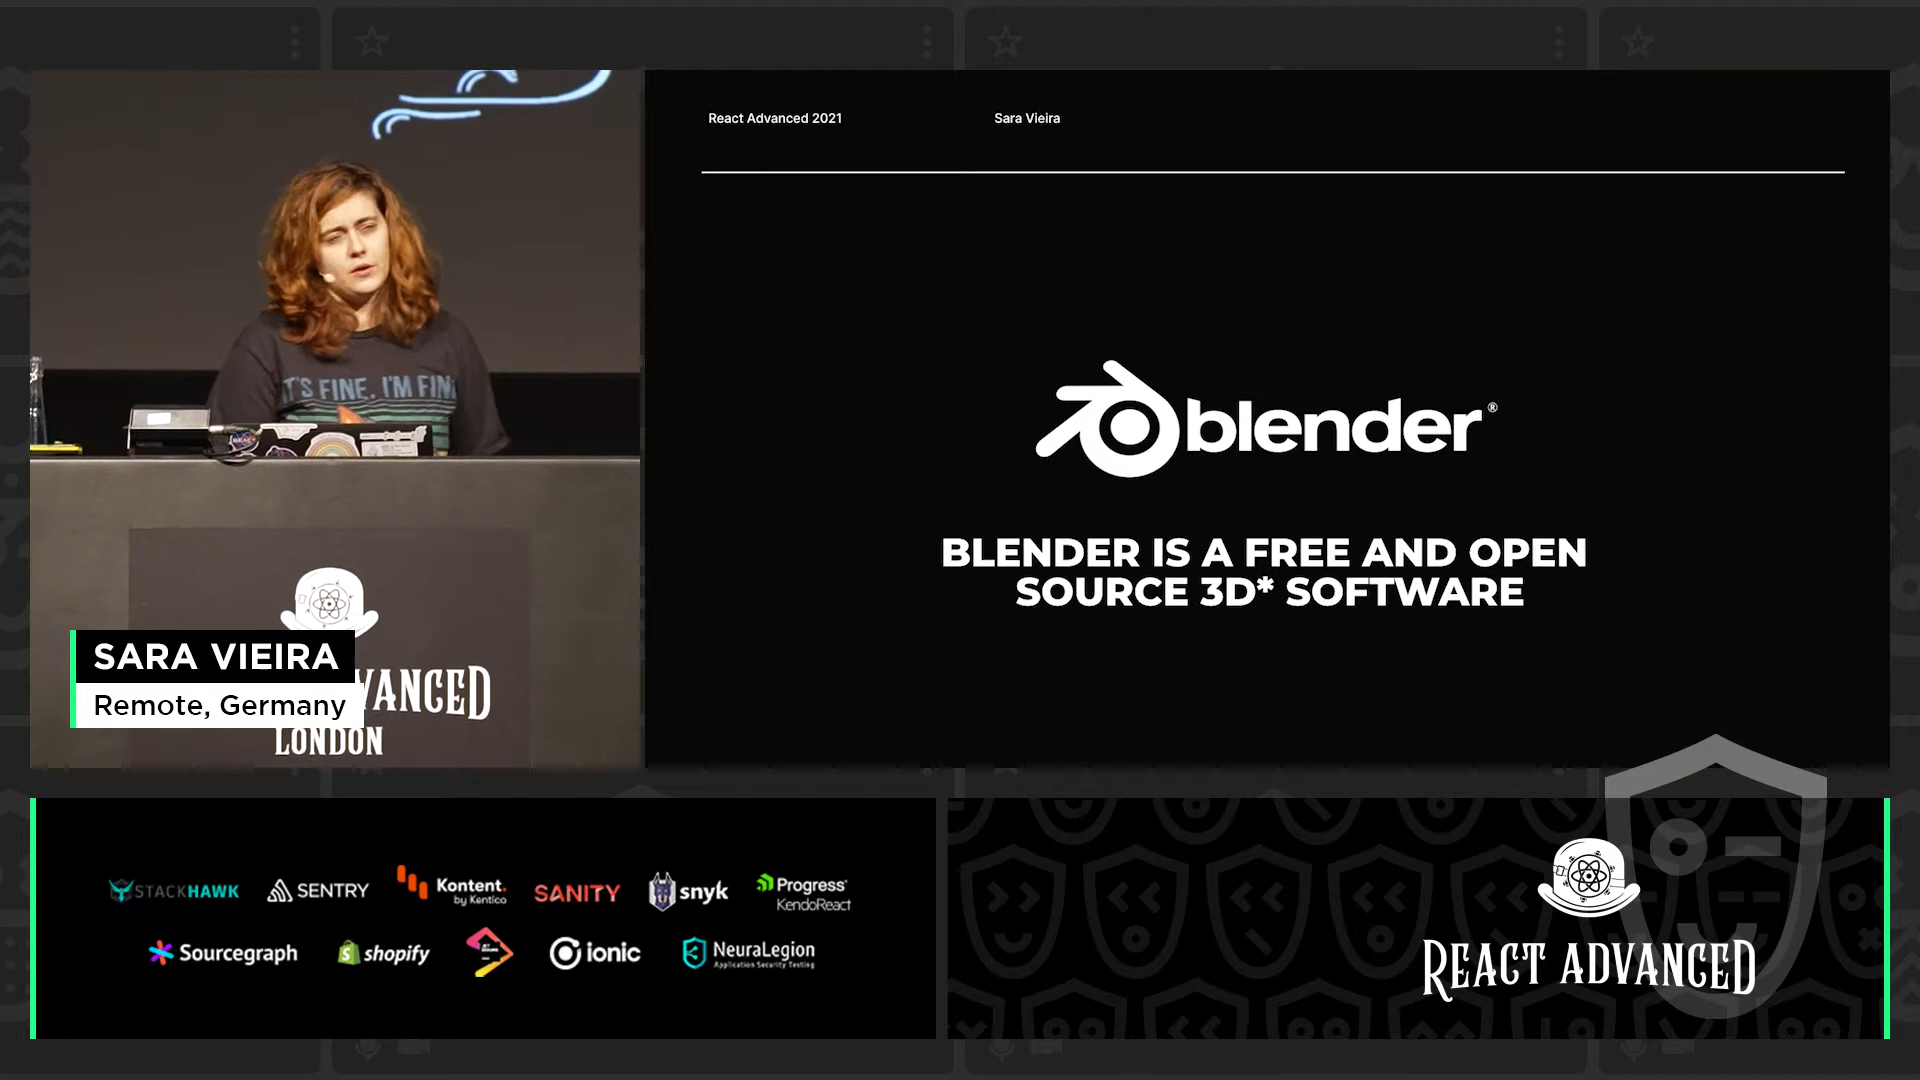 React Advanced 2021
Sara Vieira
blender®
BLENDER IS A FREE AND OPEN
SOURCE 3D* SOFTWARE
IT'S FINE. I'M FINE
SARA VIEIRA
Remote, Germany
VANCED
LONDON
STACKHAWK
SENTRY
Kontent.
by Kentico
SANITY
snyk
Progress®
KendoReact
Sourcegraph
shopify
ionic
NeuraLegion
Application Security Testing
REACT ADVANCED